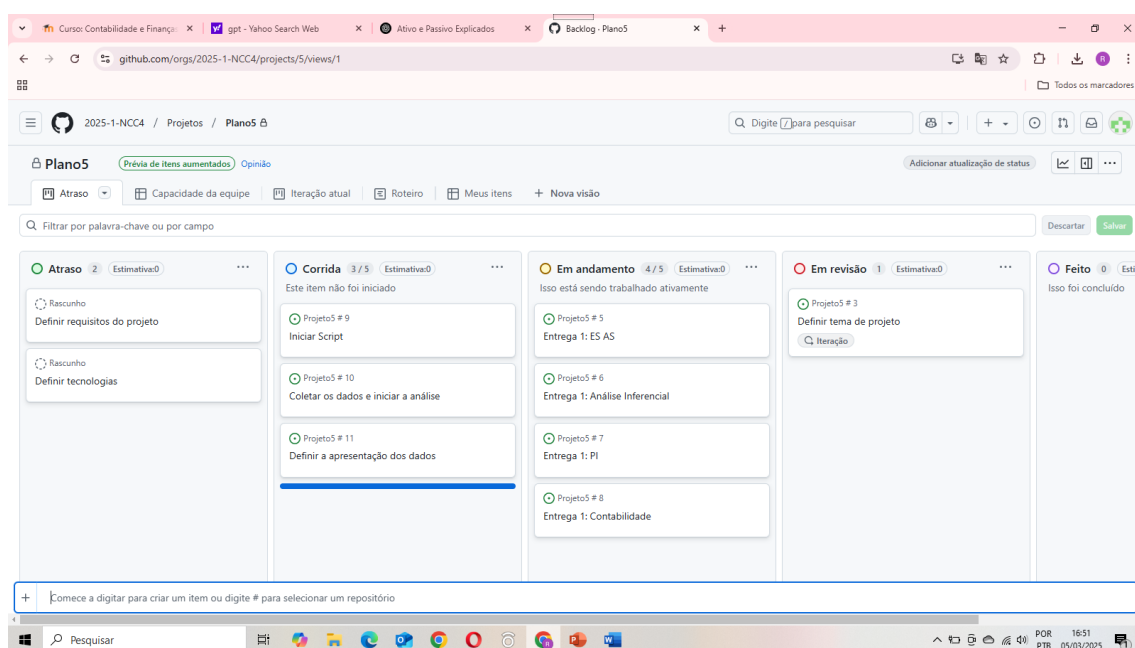 Curso: Contabilidade e Finança
gpt - Yahoo Search Web
Ativo e Passivo Explicados
Backlog · Plano5
github.com/orgs/2025-1-NCC4/projects/5/views/1
R
Todos os marcadores
2025-1-NCC4 / Projetos / Plano5
Digite / para pesquisar
Plano5
Prévia de itens aumentados
Opinião
Adicionar atualização de status
Atraso
Capacidade da equipe
Iteração atual
Roteiro
Meus itens
+ Nova visão
Filtrar por palavra-chave ou por campo
Descartar
Salvar
Atraso 2 Estimativa:0
Rascunho
Definir requisitos do projeto
Rascunho
Definir tecnologias
Corrida 3 / 5 Estimativa:0
Este item não foi iniciado
Projeto5 # 9
Iniciar Script
Projeto5 # 10
Coletar os dados e iniciar a análise
Projeto5 # 11
Definir a apresentação dos dados
Em andamento 4 / 5 Estimativa:0
Isso está sendo trabalhado ativamente
Projeto5 # 5
Entrega 1: ES AS
Projeto5 # 6
Entrega 1: Análise Inferencial
Projeto5 # 7
Entrega 1: PI
Projeto5 # 8
Entrega 1: Contabilidade
Em revisão 1 Estimativa:0
Projeto5 # 3
Definir tema de projeto
Iteração
Feito 0 Esti
Isso foi concluído
Comece a digitar para criar um item ou digite # para selecionar um repositório
Pesquisar
POR
PTB
16:51
05/03/2025